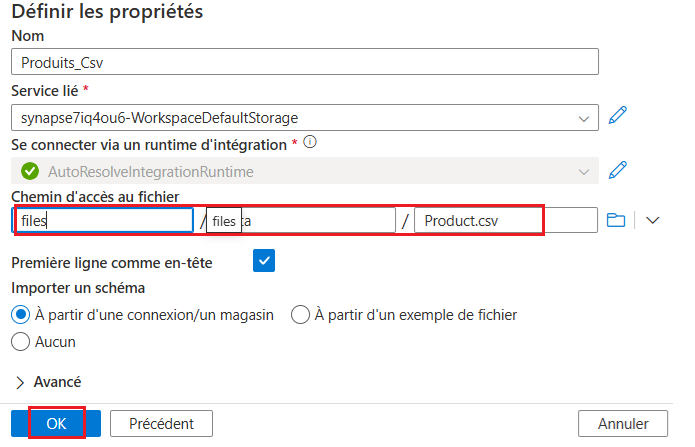 Définir les propriétés
Nom
Produits_Csv
Service lié *
synapse7iq4ou6-WorkspaceDefaultStorage
Se connecter via un runtime d'intégration *
AutoResolveIntegrationRuntime
Chemin d'accès au fichier
files / files ta / Product.csv
Première ligne comme en-tête
Importer un schéma
À partir d'une connexion/un magasin À partir d'un exemple de fichier
Aucun
Avancé
OK Précédent Annuler